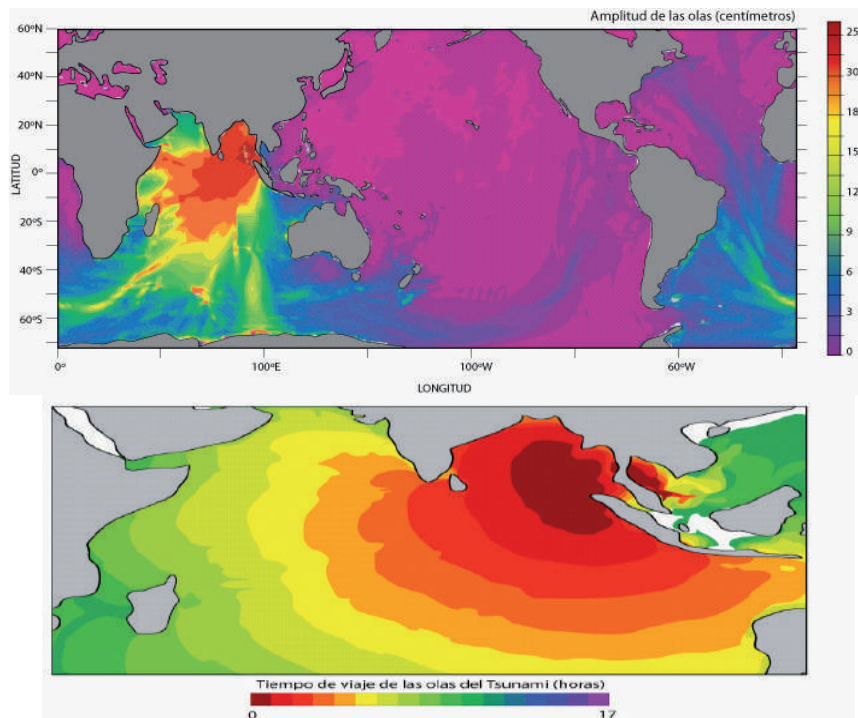 Amplitud de las olas (centímetros)
60ºN
40ºN
20ºN
0º
20ºS
40ºS
60ºS
LATITUD
25
30
24
18
15
9
6
3
0
0º
100ºE
100ºW
60ºW
LONGITUD
Tiempo de viaje de las olas del Tsunami (horas)
0
17